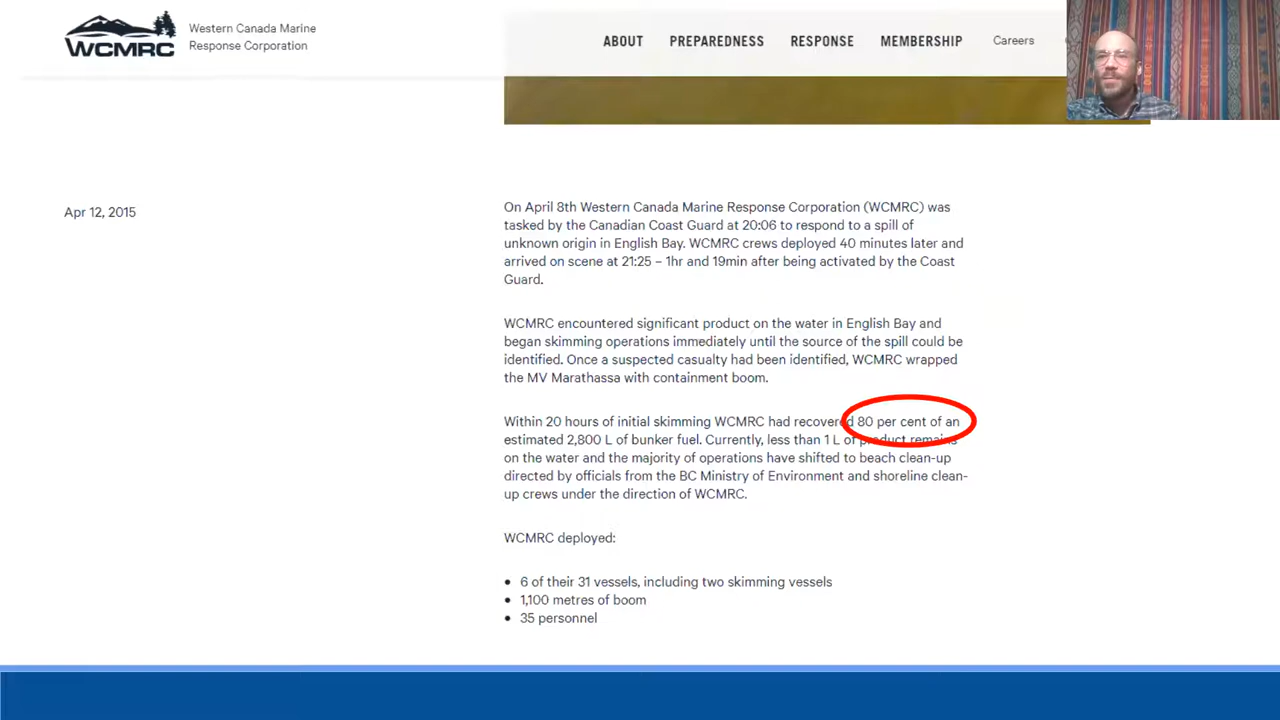 WCMRC
Western Canada Marine
Response Corporation
ABOUT PREPAREDNESS RESPONSE MEMBERSHIP Careers
Apr 12, 2015
On April 8th Western Canada Marine Response Corporation (WCMRC) was
tasked by the Canadian Coast Guard at 20:06 to respond to a spill of
unknown origin in English Bay. WCMRC crews deployed 40 minutes later and
arrived on scene at 21:25 – 1hr and 19min after being activated by the Coast
Guard.
WCMRC encountered significant product on the water in English Bay and
began skimming operations immediately until the source of the spill could be
identified. Once a suspected casualty had been identified, WCMRC wrapped
the MV Marathassa with containment boom.
Within 20 hours of initial skimming WCMRC had recovered 80 per cent of an
estimated 2,800 L of bunker fuel. Currently, less than 1 L of product remains
on the water and the majority of operations have shifted to beach clean-up
directed by officials from the BC Ministry of Environment and shoreline clean-
up crews under the direction of WCMRC.
WCMRC deployed:
• 6 of their 31 vessels, including two skimming vessels
• 1,100 metres of boom
• 35 personnel